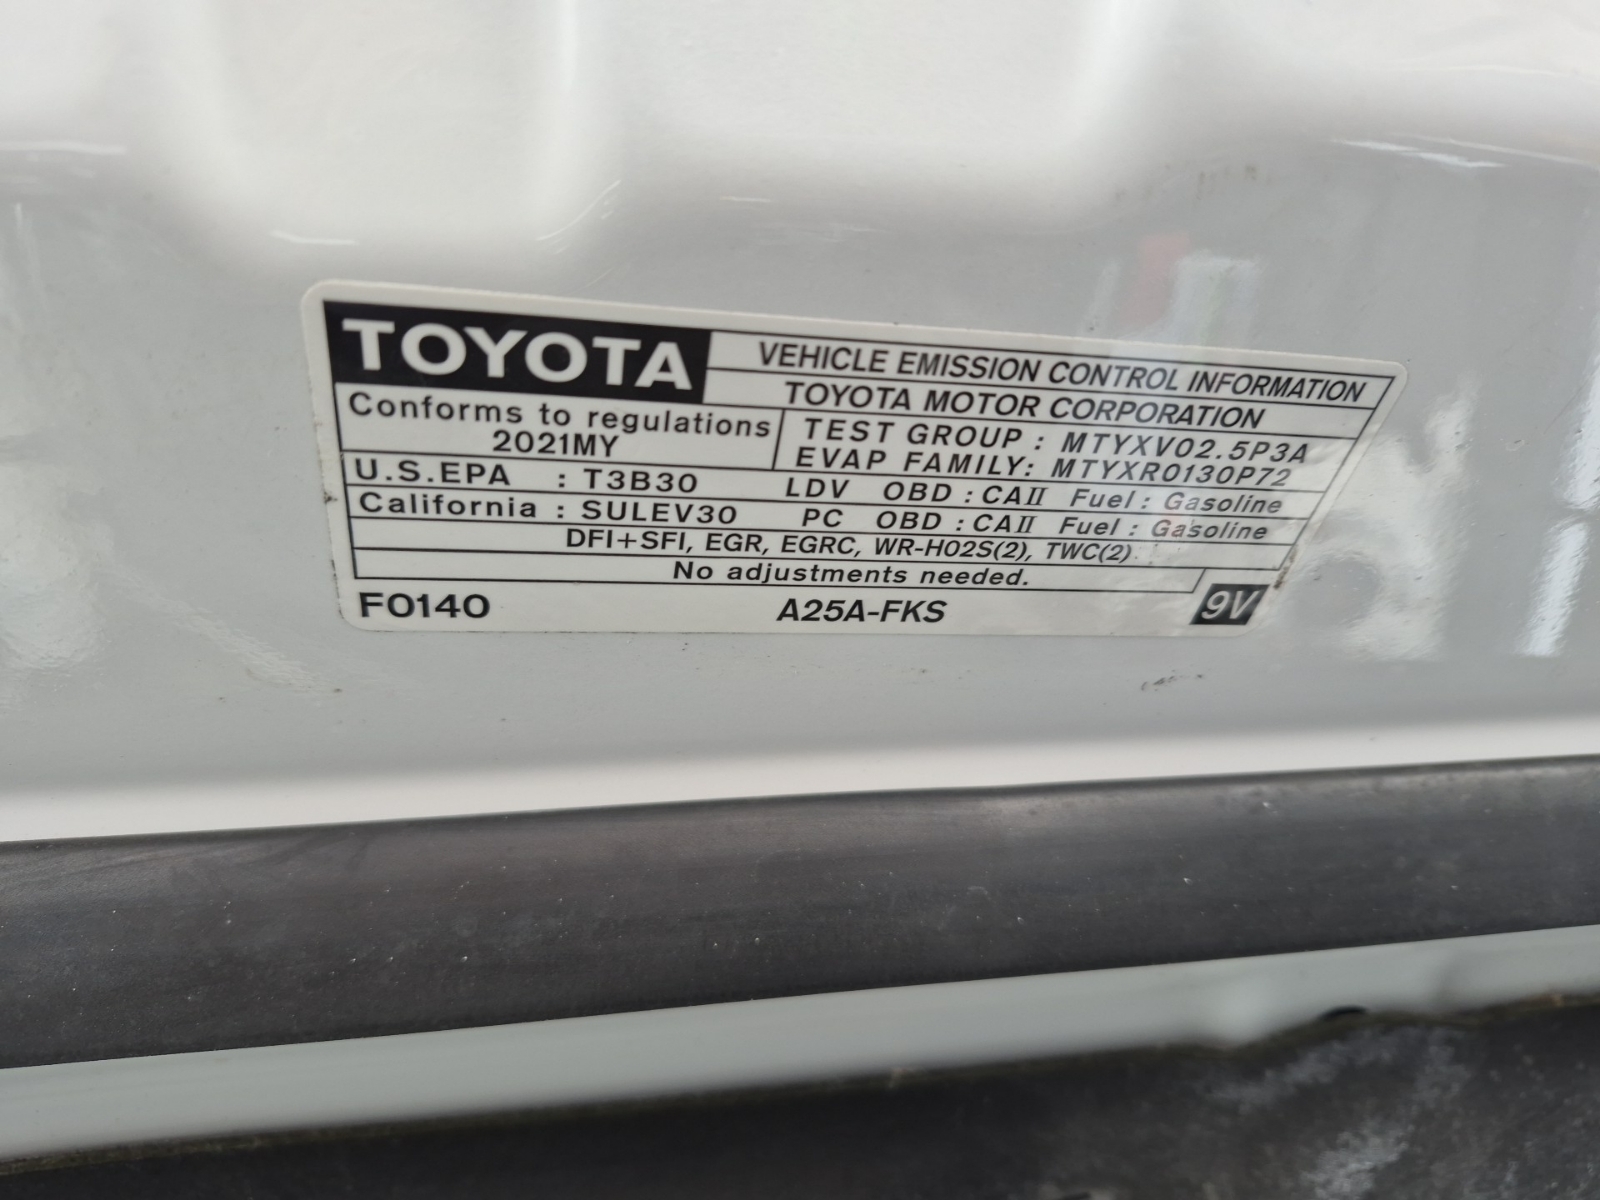 TOYOTA
VEHICLE EMISSION CONTROL INFORMATION
TOYOTA MOTOR CORPORATION
Conforms to regulations
2021MY
TEST GROUP : MTYXV02.5P3A
EVAP FAMILY: MTYXR0130P72
U.S.EPA : T3B30 LDV OBD : CAII Fuel : Gasoline
California : SULEV30 PC OBD : CAII Fuel : Gasoline
DFI+SFI, EGR, EGRC, WR-HO2S(2), TWC(2)
No adjustments needed.
F0140 A25A-FKS 9V